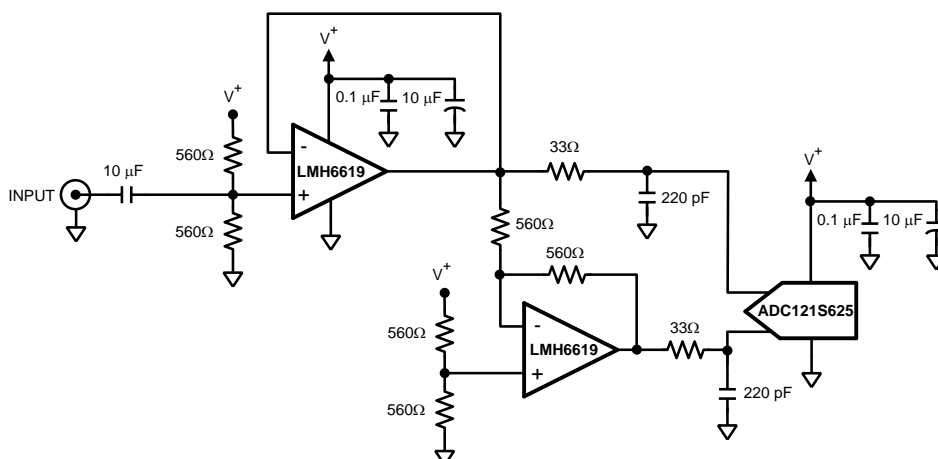 V+
V+
0.1 μF
10 μF
560Ω
10 μF
INPUT
-
LMH6619
+
560Ω
33Ω
220 pF
V+
0.1 μF
10 μF
560Ω
560Ω
V+
ADC121S625
560Ω
-
LMH6619
+
33Ω
560Ω
220 pF